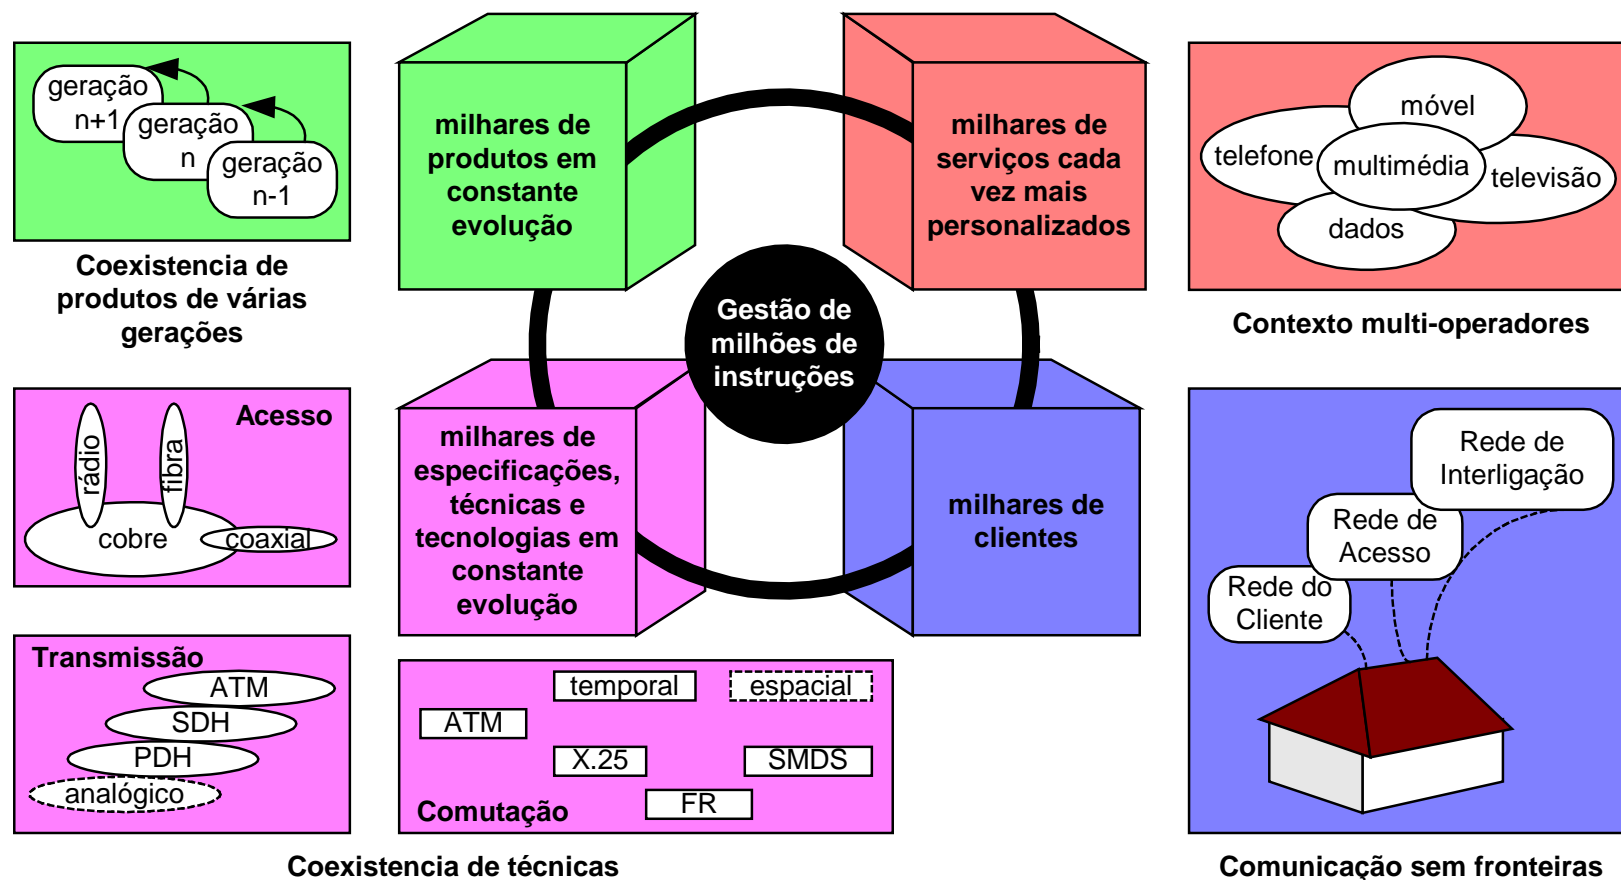 geração
n+1
geração
n
geração
n-1
Coexistencia de
produtos de várias
gerações
milhares de
produtos em
constante
evolução
milhares de
serviços cada
vez mais
personalizados
móvel
telefone
multimédia
televisão
dados
Contexto multi-operadores
Gestão de
milhões de
instruções
Acesso
rádio
fibra
cobre
coaxial
milhares de
especificações,
técnicas e
tecnologias em
constante
evolução
milhares de
clientes
Rede de
Interligação
Rede de
Acesso
Rede do
Cliente
Transmissão
ATM
SDH
PDH
analógico
temporal
espacial
ATM
X.25
SMDS
FR
Comutação
Coexistencia de técnicas
Comunicação sem fronteiras